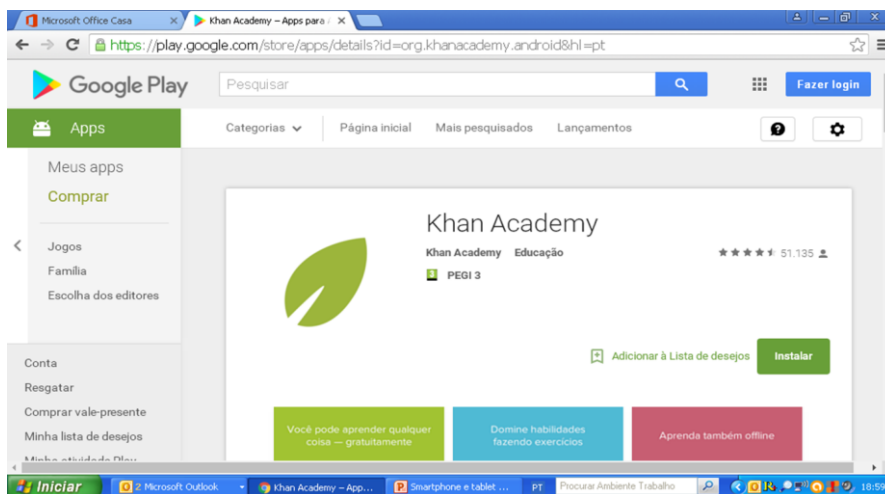 Microsoft Office Casa
Khan Academy – Apps para
https://play.google.com/store/apps/details?id=org.khanacademy.android&hl=pt
Google Play
Pesquisar
Fazer login
Apps
Categorias
Página inicial
Mais pesquisados
Lançamentos
Meus apps
Comprar
Jogos
Família
Escolha dos editores
Conta
Resgatar
Comprar vale-presente
Minha lista de desejos
Minha atividade Play
Khan Academy
Khan Academy Educação
51.135
3 PEGI 3
Adicionar à Lista de desejos
Instalar
Você pode aprender qualquer
coisa — gratuitamente
Domine habilidades
fazendo exercícios
Aprenda também offline
Iniciar
2 Microsoft Outlook
Khan Academy – App...
Smartphone e tablet ...
PT
Procurar Ambiente Trabalho
18:59